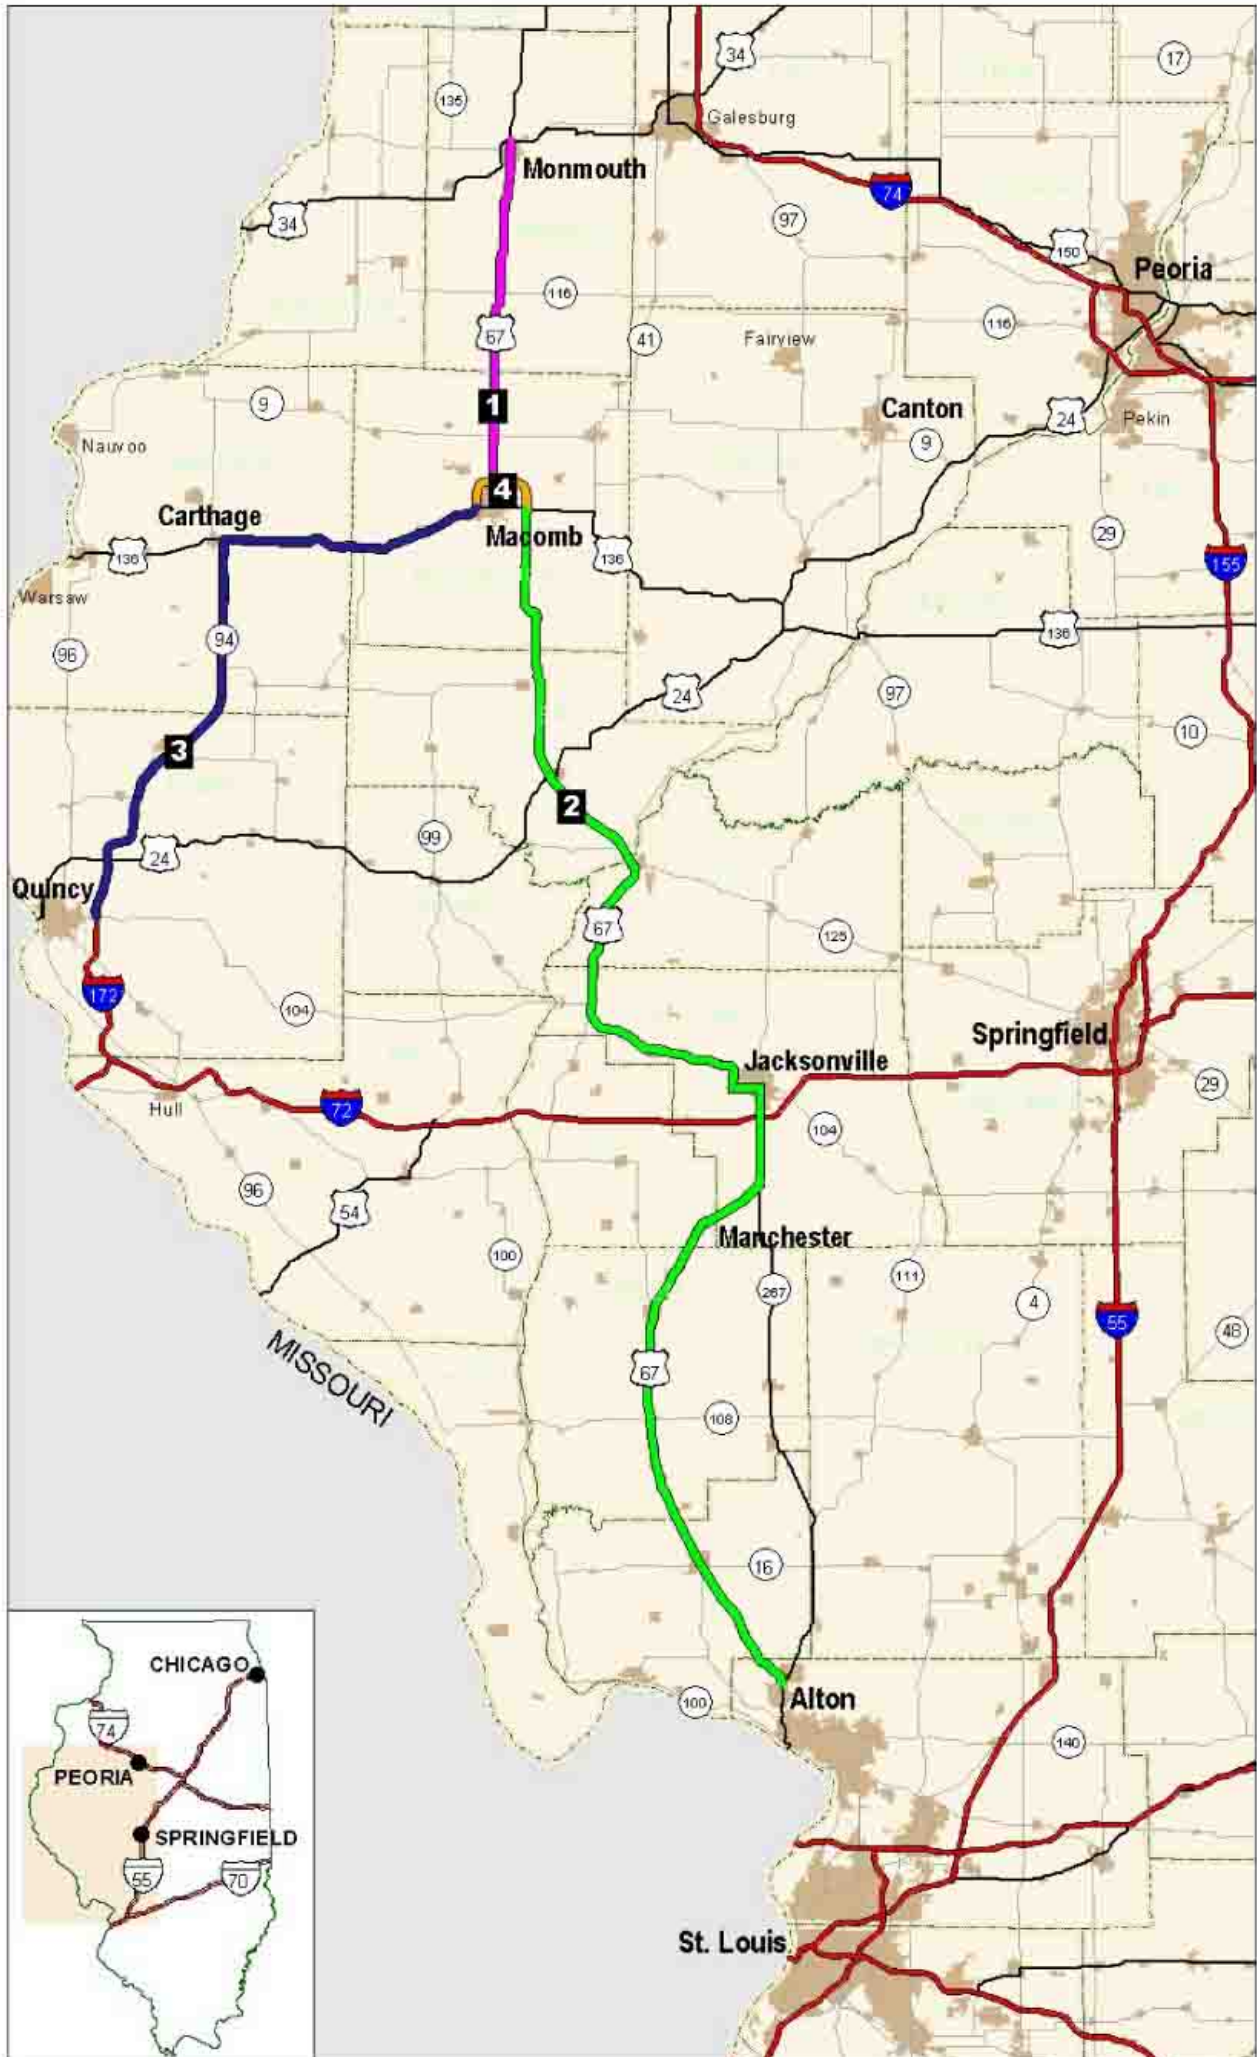 34
17
135
Galesburg
Monmouth
74
34
97
150
Peoria
116
116
67
41
Fairview
9
1
Canton
24
Pekin
9
Nauvoo
4
Carthage
Macomb
136
136
29
155
Warsaw
136
94
96
24
97
10
3
2
99
24
Quincy
67
125
172
104
Springfield
Jacksonville
29
Hull
72
104
96
54
Manchester
100
267
111
4
55
48
MISSOURI
67
108
16
CHICAGO
100
Alton
74
140
PEORIA
SPRINGFIELD
55
70
St. Louis